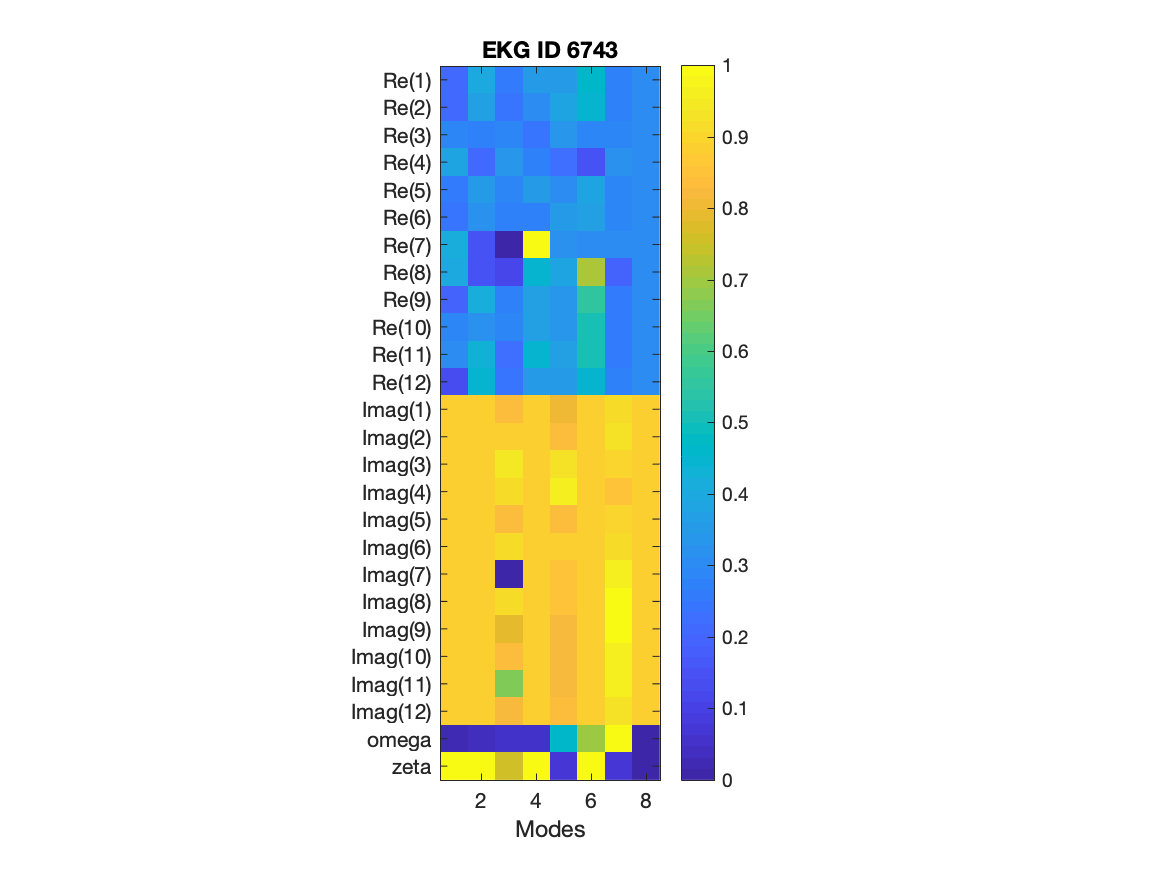 EKG ID 6743
Re(1)
Re(2)
Re(3)
Re(4)
Re(5)
Re(6)
Re(7)
Re(8)
Re(9)
Re(10)
Re(11)
Re(12)
Imag(1)
Imag(2)
Imag(3)
Imag(4)
Imag(5)
Imag(6)
Imag(7)
Imag(8)
Imag(9)
Imag(10)
Imag(11)
Imag(12)
omega
zeta
2 4 6 8
Modes
1
0.9
0.8
0.7
0.6
0.5
0.4
0.3
0.2
0.1
0